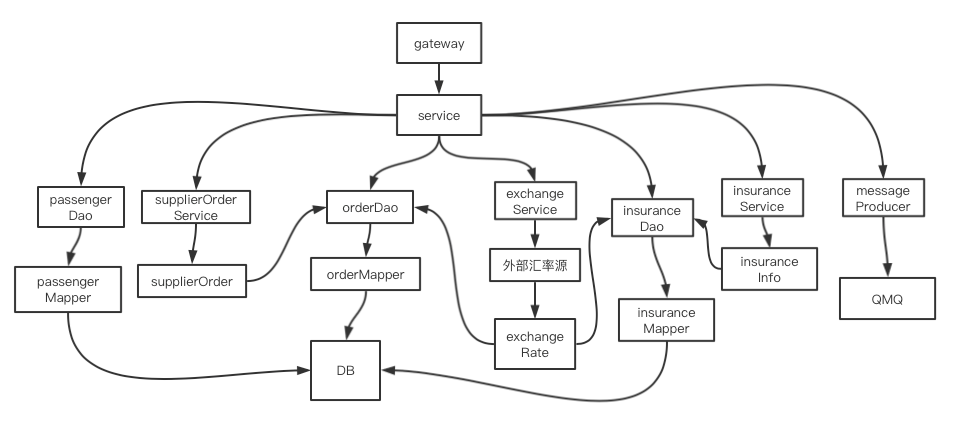 gateway
service
passenger
Dao
supplierOrder
Service
orderDao
exchange
Service
insurance
Dao
insurance
Service
message
Producer
passenger
Mapper
supplierOrder
orderMapper
外部汇率源
insurance
Info
QMQ
exchange
Rate
insurance
Mapper
DB